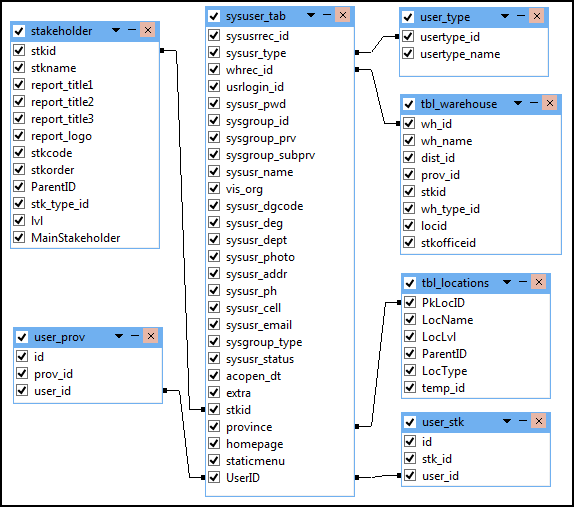 stakeholder
stkid
stkname
report_title1
report_title2
report_title3
report_logo
stkcode
stkorder
ParentID
stk_type_id
lvl
MainStakeholder
user_prov
id
prov_id
user_id
sysuser_tab
sysusrrec_id
sysusr_type
whrec_id
usrlogin_id
sysusr_pwd
sysgroup_id
sysgroup_prv
sysgroup_subprv
sysusr_name
vis_org
sysusr_dgcode
sysusr_deg
sysusr_dept
sysusr_photo
sysusr_addr
sysusr_ph
sysusr_cell
sysusr_email
sysgroup_type
sysusr_status
acopen_dt
extra
stkid
province
homepage
staticmenu
UserID
user_type
usertype_id
usertype_name
tbl_warehouse
wh_id
wh_name
dist_id
prov_id
stkid
wh_type_id
locid
stkofficeid
tbl_locations
PkLocID
LocName
LocLvl
ParentID
LocType
temp_id
user_stk
id
stk_id
user_id